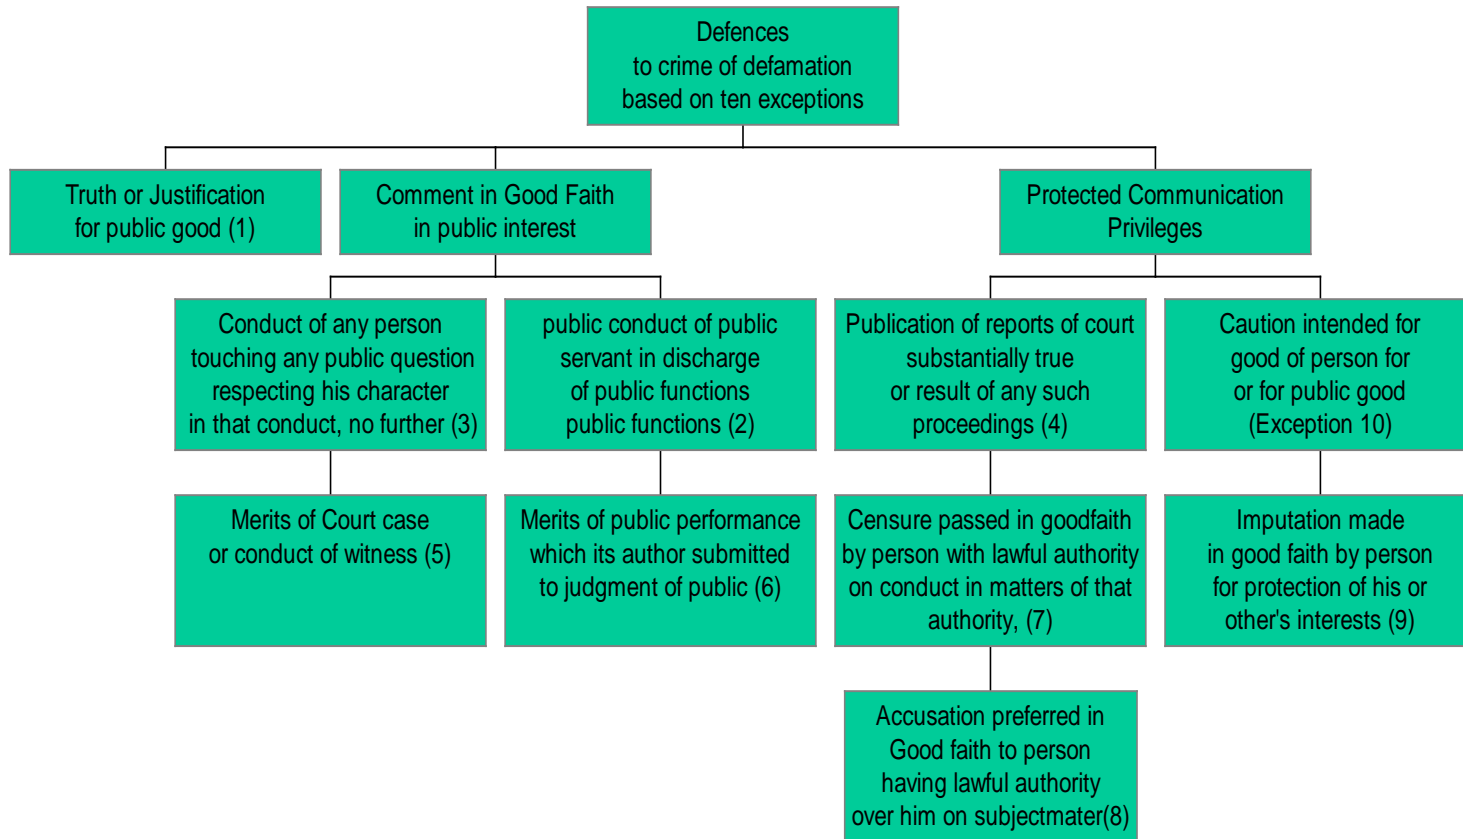 Defences
to crime of defamation
based on ten exceptions
Truth or Justification
for public good (1)
Comment in Good Faith
in public interest
Protected Communication
Privileges
Conduct of any person
touching any public question
respecting his character
in that conduct, no further (3)
public conduct of public
servant in discharge
of public functions
public functions (2)
Publication of reports of court
substantially true
or result of any such
proceedings (4)
Caution intended for
good of person for
or for public good
(Exception 10)
Merits of Court case
or conduct of witness (5)
Merits of public performance
which its author submitted
to judgment of public (6)
Censure passed in goodfaith
by person with lawful authority
on conduct in matters of that
authority, (7)
Imputation made
in good faith by person
for protection of his or
other's interests (9)
Accusation preferred in
Good faith to person
having lawful authority
over him on subjectmater(8)